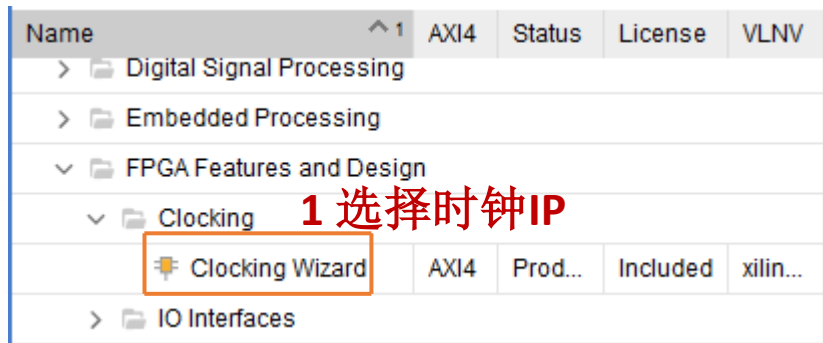 Name 1 AXI4 Status License VLNV
Digital Signal Processing
Embedded Processing
FPGA Features and Design
Clocking 1 选择时钟IP
Clocking Wizard AXI4 Prod... Included xilin...
IO Interfaces